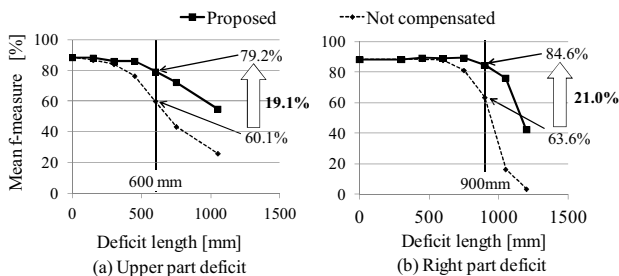 Proposed
Not compensated
Mean f-measure [%]
100
80
60
40
20
0
79.2%
19.1%
60.1%
600 mm
0
500
1000
1500
Deficit length [mm]
(a) Upper part deficit
100
80
60
40
20
0
84.6%
21.0%
63.6%
900mm
0
500
1000
1500
Deficit length [mm]
(b) Right part deficit